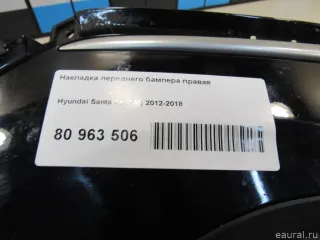 Накладка переднего бампера правая
Hyundai Santa 2012-2018
80 963 506
eaural.ru